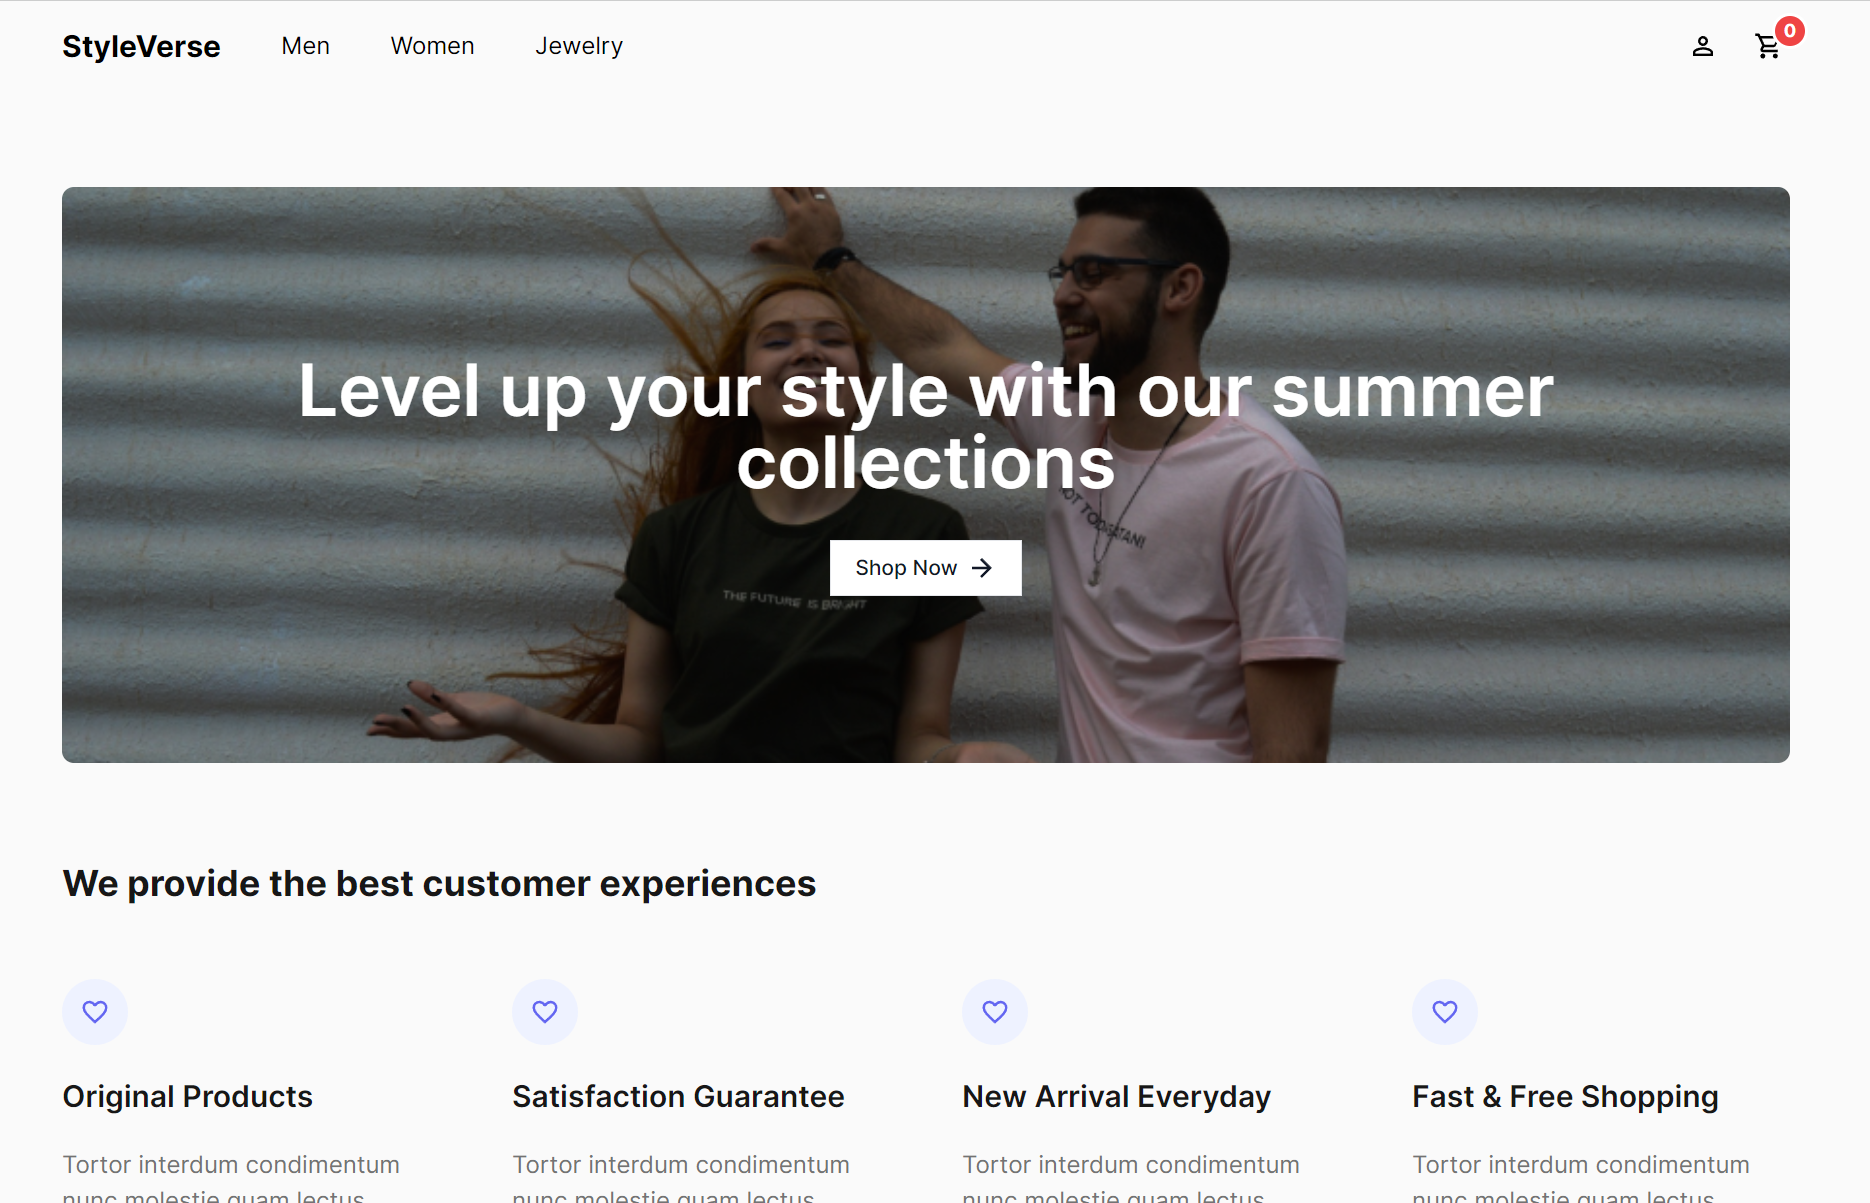 StyleVerse Men Women Jewelry 0
Level up your style with our summer
collections
Shop Now
THE FUTURE IS BRIGHT
We provide the best customer experiences
Original Products Satisfaction Guarantee New Arrival Everyday Fast & Free Shopping
Tortor interdum condimentum Tortor interdum condimentum Tortor interdum condimentum Tortor interdum condimentum
nunc molestie quam lectus nunc molestie quam lectus nunc molestie quam lectus nunc molestie quam lectus